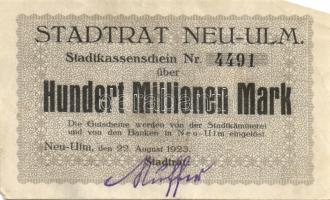 STADTRAT NEU-ULM.
Stadtkassenschein Nr. 4491
über
Hundert Millionen Mark
Die Gutscheine werden von der Stadtkämmerei
und von den Banken in Neu-Ulm eingelöst.
Neu-Ulm, den 22. August 1923.
Stadtrat